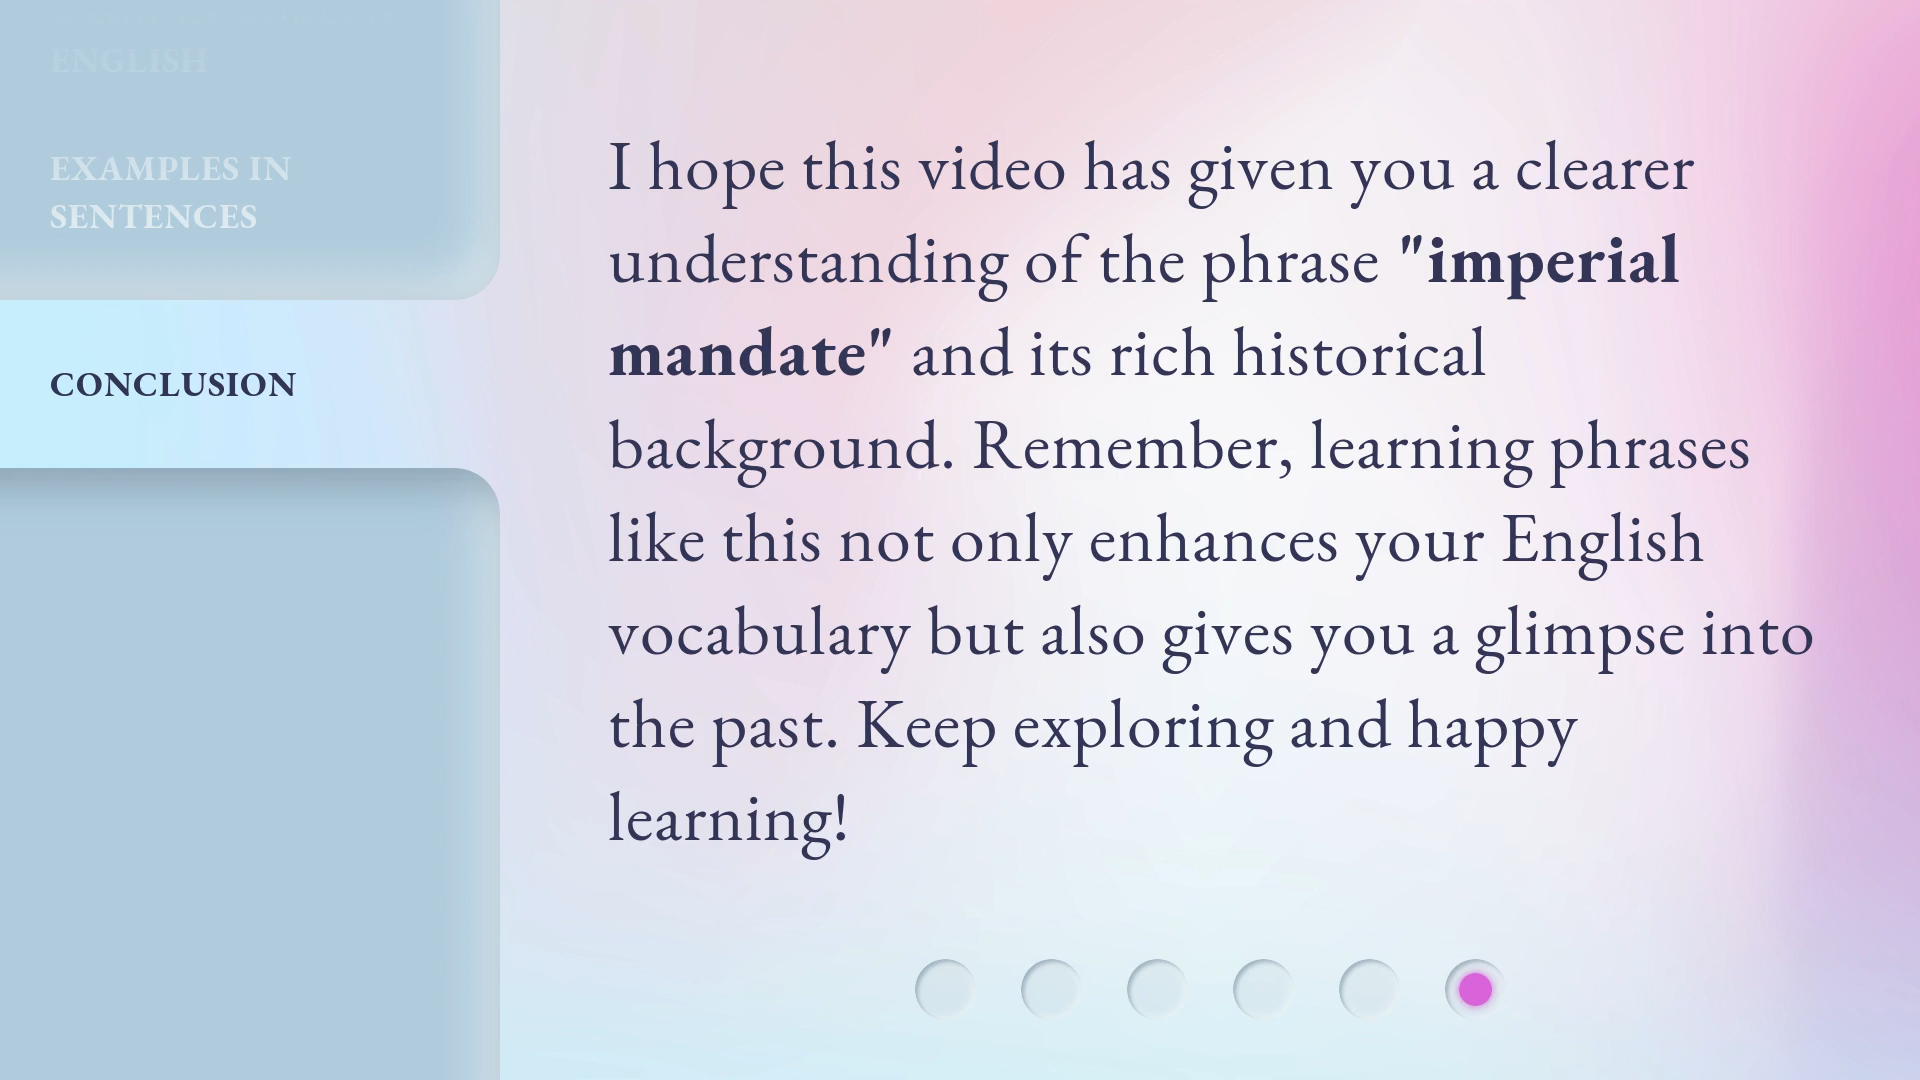 ENGLISH
EXAMPLES IN
SENTENCES
CONCLUSION
I hope this video has given you a clearer
understanding of the phrase "imperial
mandate" and its rich historical
background. Remember, learning phrases
like this not only enhances your English
vocabulary but also gives you a glimpse into
the past. Keep exploring and happy
learning!